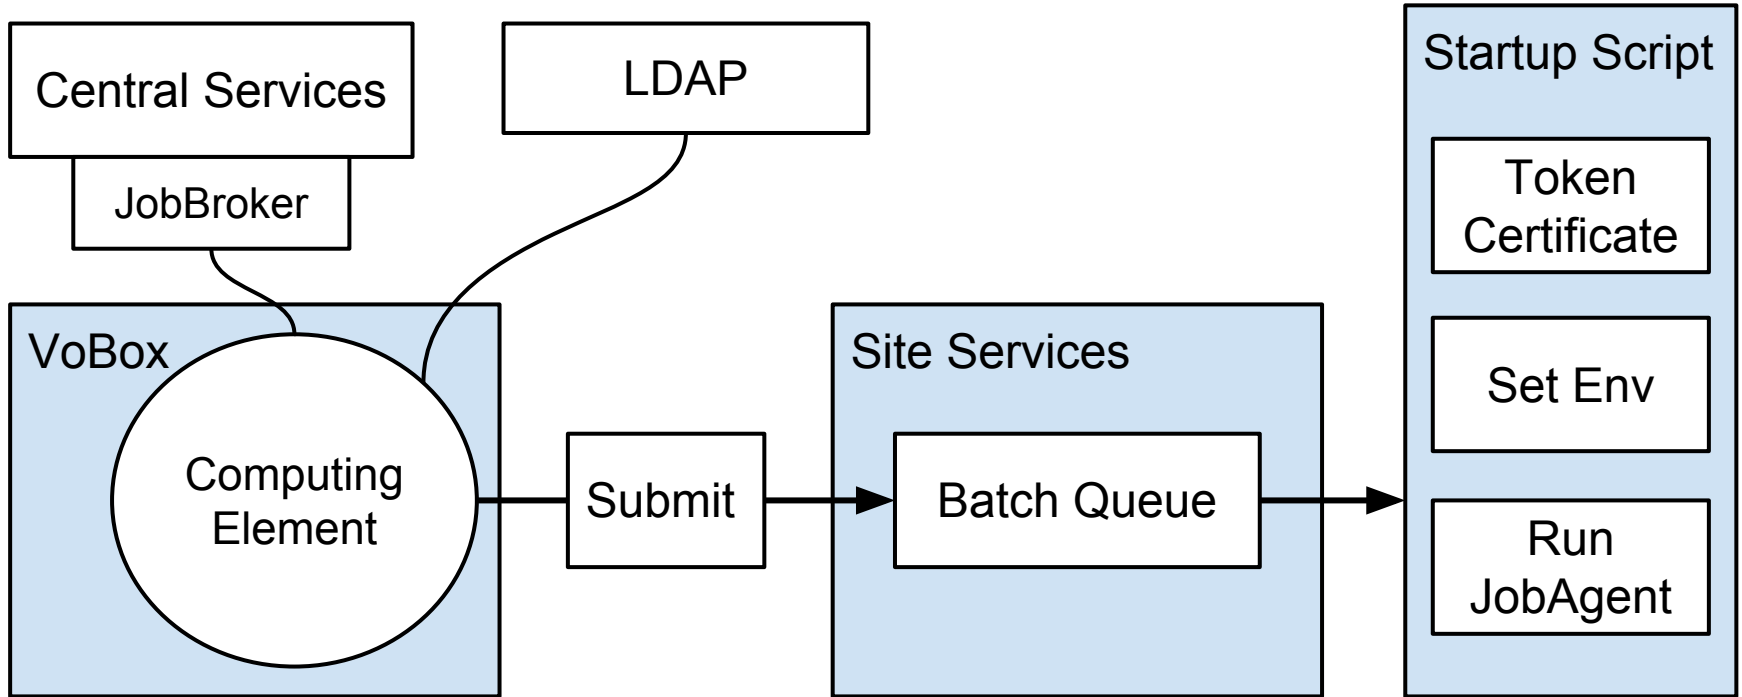 Central Services
JobBroker
LDAP
VoBox
Computing
Element
Submit
Site Services
Batch Queue
Startup Script
Token
Certificate
Set Env
Run
JobAgent